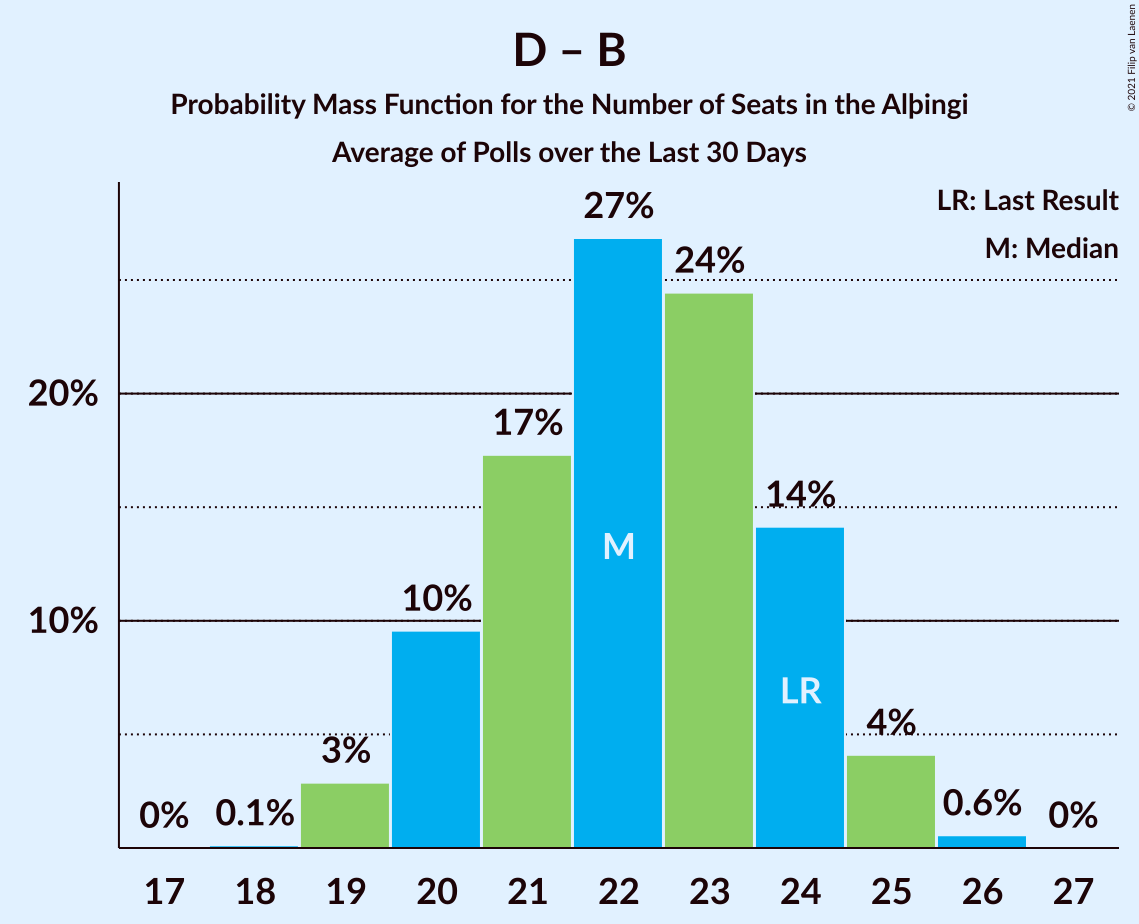 D – B
Probability Mass Function for the Number of Seats in the Alþingi
Average of Polls over the Last 30 Days
© 2021 Filip van Laenen
LR: Last Result
M: Median
27%
24%
20%
17%
14%
M
10%
10%
LR
4%
3%
0%
0.1%
0.6%
0%
17 18 19 20 21 22 23 24 25 26 27